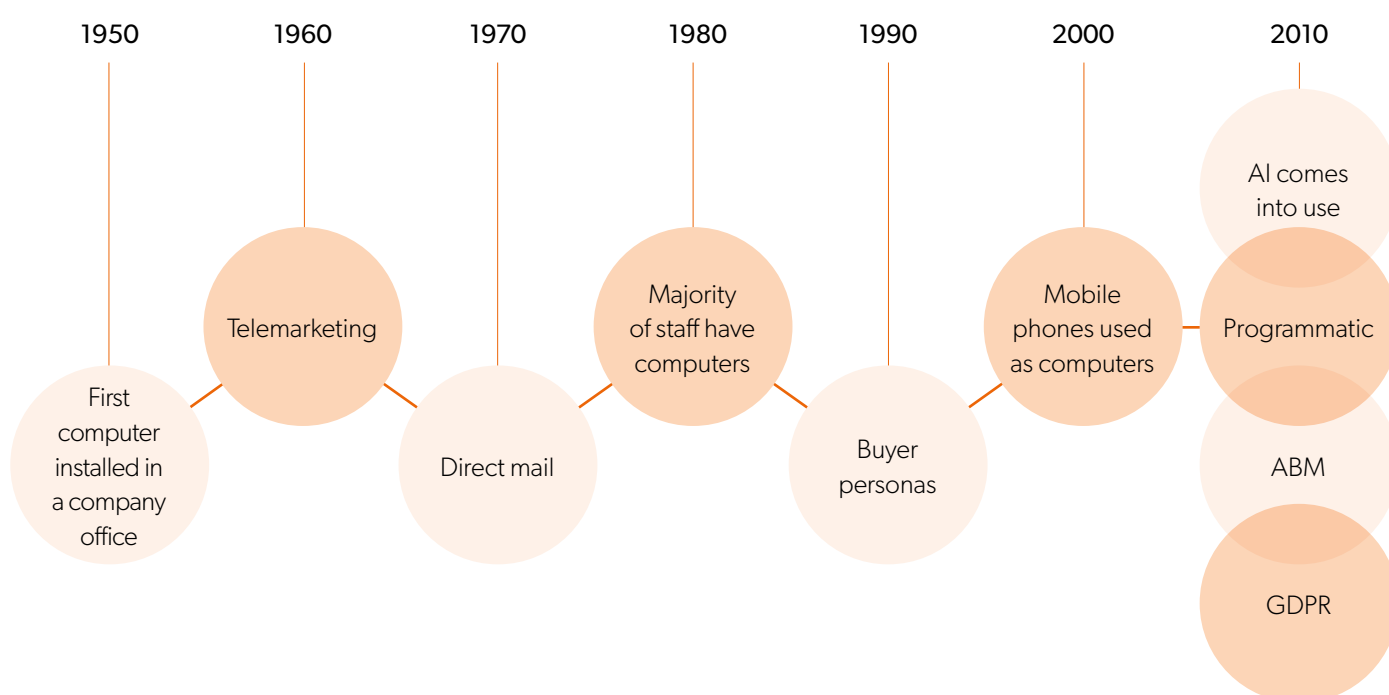 1950
1960
1970
1980
1990
2000
2010
First
computer
installed in
a company
office
Telemarketing
Direct mail
Majority
of staff have
computers
Buyer
personas
Mobile
phones used
as computers
AI comes
into use
Programmatic
ABM
GDPR